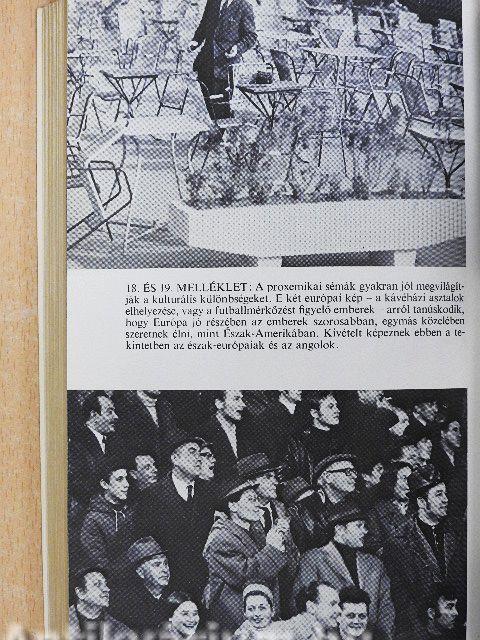 18. ÉS 19. MELLÉKLET: A proxemikai sémák gyakran jól megvilágít-
ják a kulturális különbségeket. E két európai kép – a kávéházi asztalok
elhelyezése, vagy a futballmérkőzést figyelő emberek – arról tanúskodik,
hogy Európa jó részében az emberek szorosabban, egymás közelében
szeretnek élni, mint Észak-Amerikában. Kivételt képeznek ebben a te-
kintetben az észak-európaiak és az angolok.